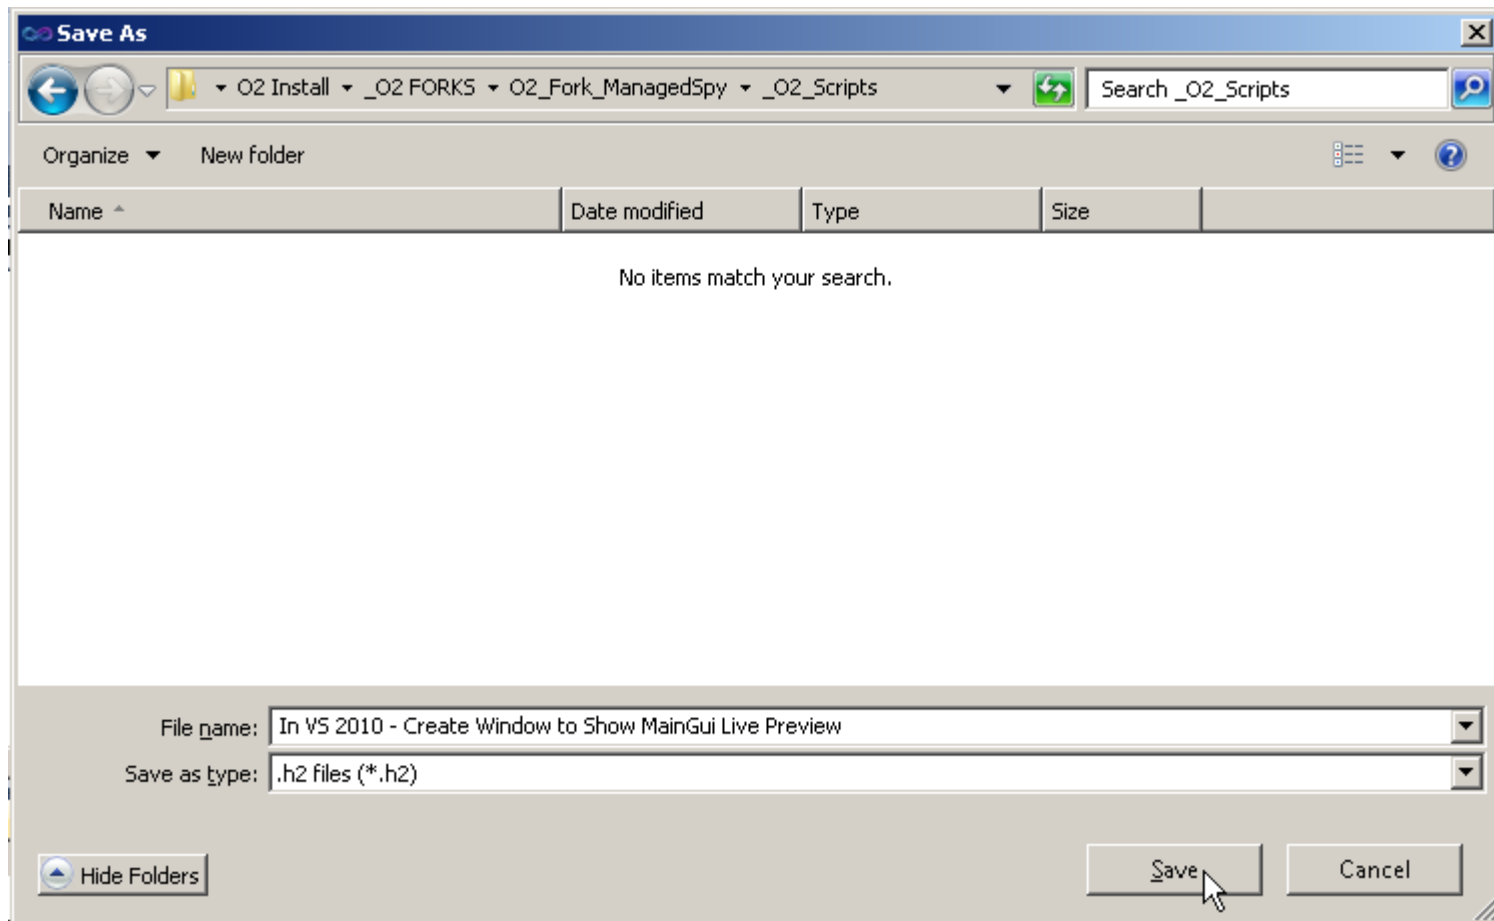 Save As
O2 Install _O2 FORKS O2_Fork_ManagedSpy _O2_Scripts Search _O2_Scripts
Organize New folder
Name Date modified Type Size
No items match your search.
File name: In VS 2010 - Create Window to Show MainGui Live Preview
Save as type: .h2 files (*.h2)
Hide Folders Save Cancel